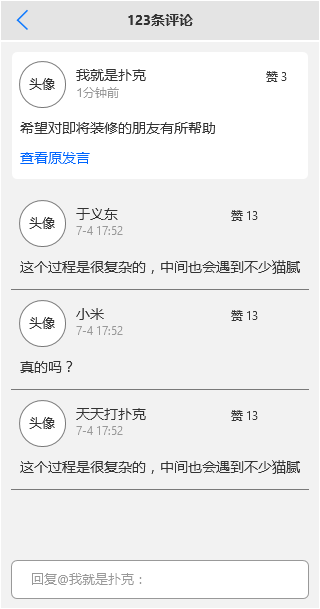 123条评论
头像
我就是扑克
赞 3
1分钟前
希望对即将装修的朋友有所帮助
查看原发言
头像
于义东
赞 13
7-4 17:52
这个过程是很复杂的，中间也会遇到不少猫腻
头像
小米
赞 13
7-4 17:52
真的吗？
头像
天天打扑克
赞 13
7-4 17:52
这个过程是很复杂的，中间也会遇到不少猫腻
回复@我就是扑克：